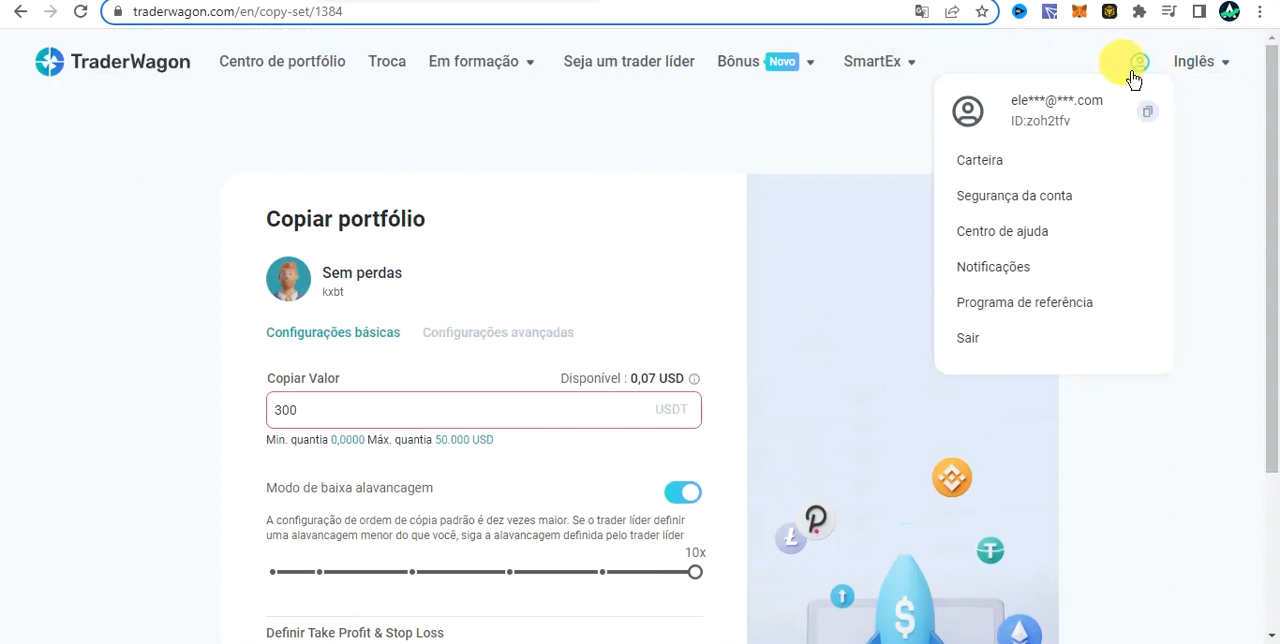 traderwagon.com/en/copy-set/1384
TraderWagon Centro de portfólio Troca Em formação Seja um trader líder Bônus Novo SmartEx Inglês
ele***@***.com
ID:zoh2tfv
Carteira
Segurança da conta
Centro de ajuda
Notificações
Programa de referência
Sair
Copiar portfólio
Sem perdas
kxbt
Configurações básicas Configurações avançadas
Copiar Valor Disponível : 0,07 USD
300 USDT
Min. quantia 0,0000 Máx. quantia 50.000 USD
Modo de baixa alavancagem
A configuração de ordem de cópia padrão é dez vezes maior. Se o trader líder definir
uma alavancagem menor do que você, siga a alavancagem definida pelo trader líder
10x
Definir Take Profit & Stop Loss